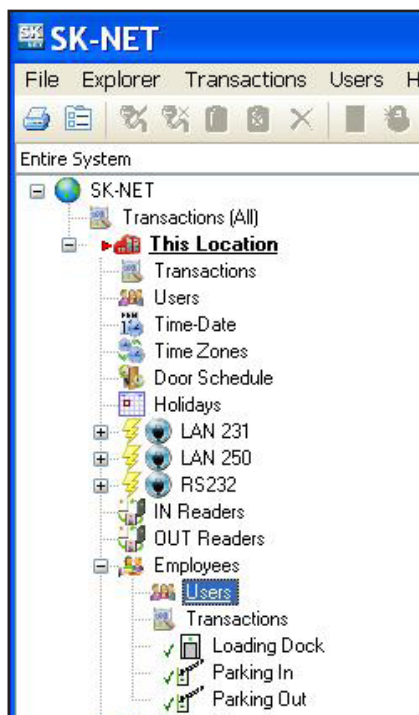 SK-NET
File Explorer Transactions Users H
Entire System
SK-NET
Transactions (All)
This Location
Transactions
Users
Time-Date
Time Zones
Door Schedule
Holidays
LAN 231
LAN 250
RS232
IN Readers
OUT Readers
Employees
Users
Transactions
Loading Dock
Parking In
Parking Out